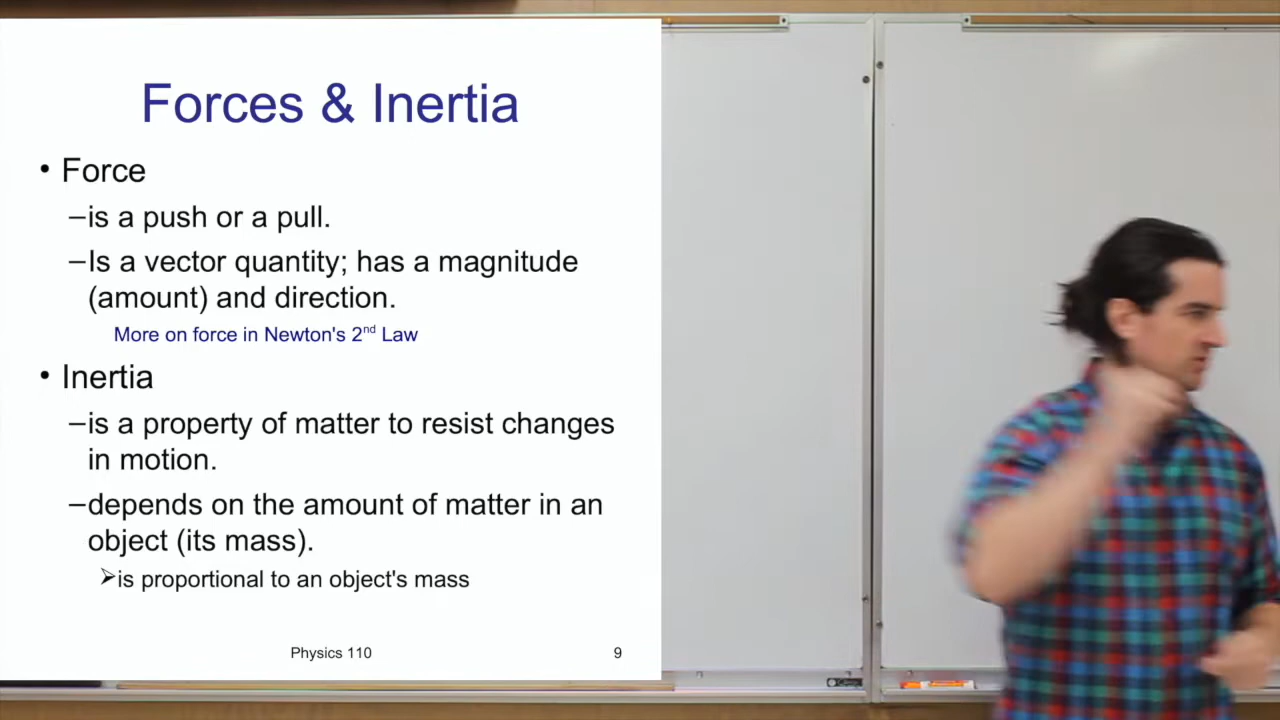 Forces & Inertia
• Force
–is a push or a pull.
–Is a vector quantity; has a magnitude
(amount) and direction.
More on force in Newton's 2nd Law
• Inertia
–is a property of matter to resist changes
in motion.
–depends on the amount of matter in an
object (its mass).
➢is proportional to an object's mass
Physics 110 9